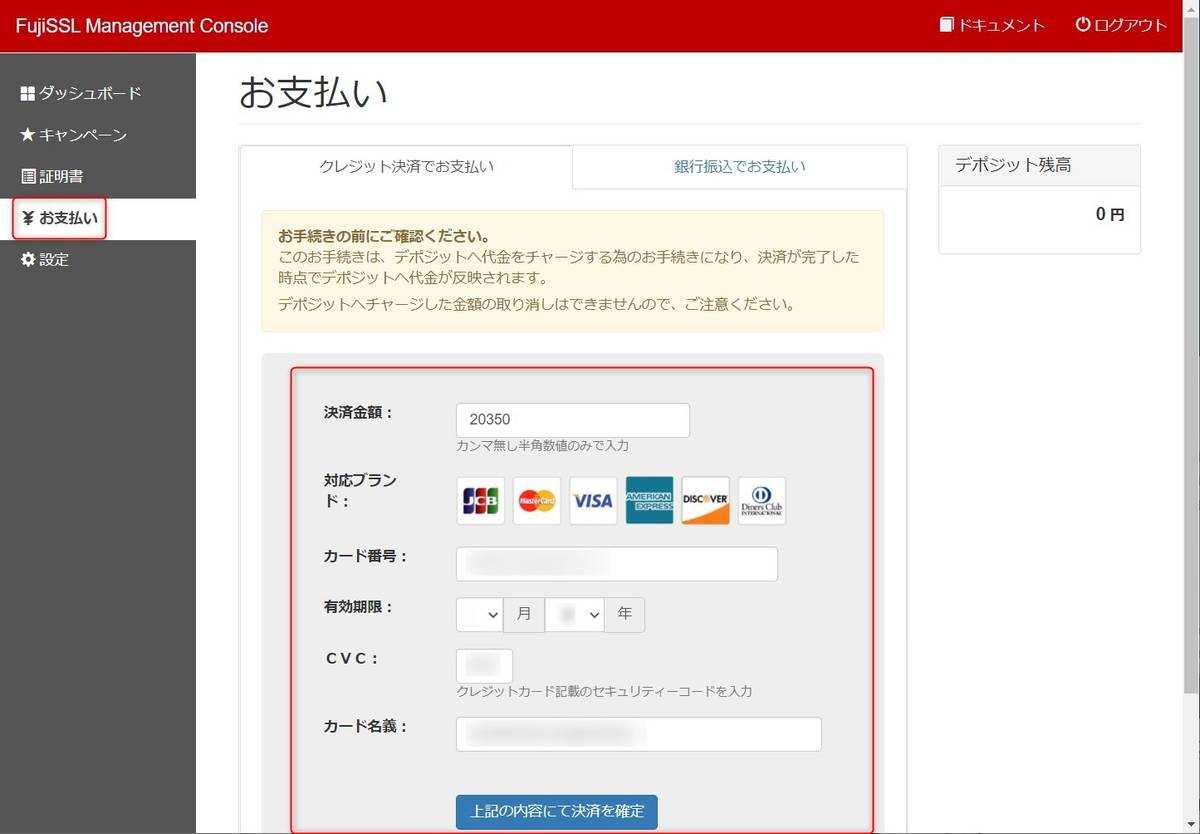 FujiSSL Management Console
ドキュメント
ログアウト
ダッシュボード
キャンペーン
証明書
¥ お支払い
設定
お支払い
クレジット決済でお支払い
銀行振込でお支払い
デポジット残高
0 円
お手続きの前にご確認ください。
このお手続きは、デポジットへ代金をチャージする為のお手続きになり、決済が完了した
時点でデポジットへ代金が反映されます。
デポジットへチャージした金額の取り消しはできませんので、ご注意ください。
決済金額：
20350
カンマ無し半角数値のみで入力
対応ブラン
ド：
JCB
MasterCard
VISA
AMERICAN
EXPRESS
DISCOVER
Diners Club
INTERNATIONAL
カード番号：
有効期限：
月
年
ＣＶＣ：
クレジットカード記載のセキュリティーコードを入力
カード名義：
上記の内容にて決済を確定